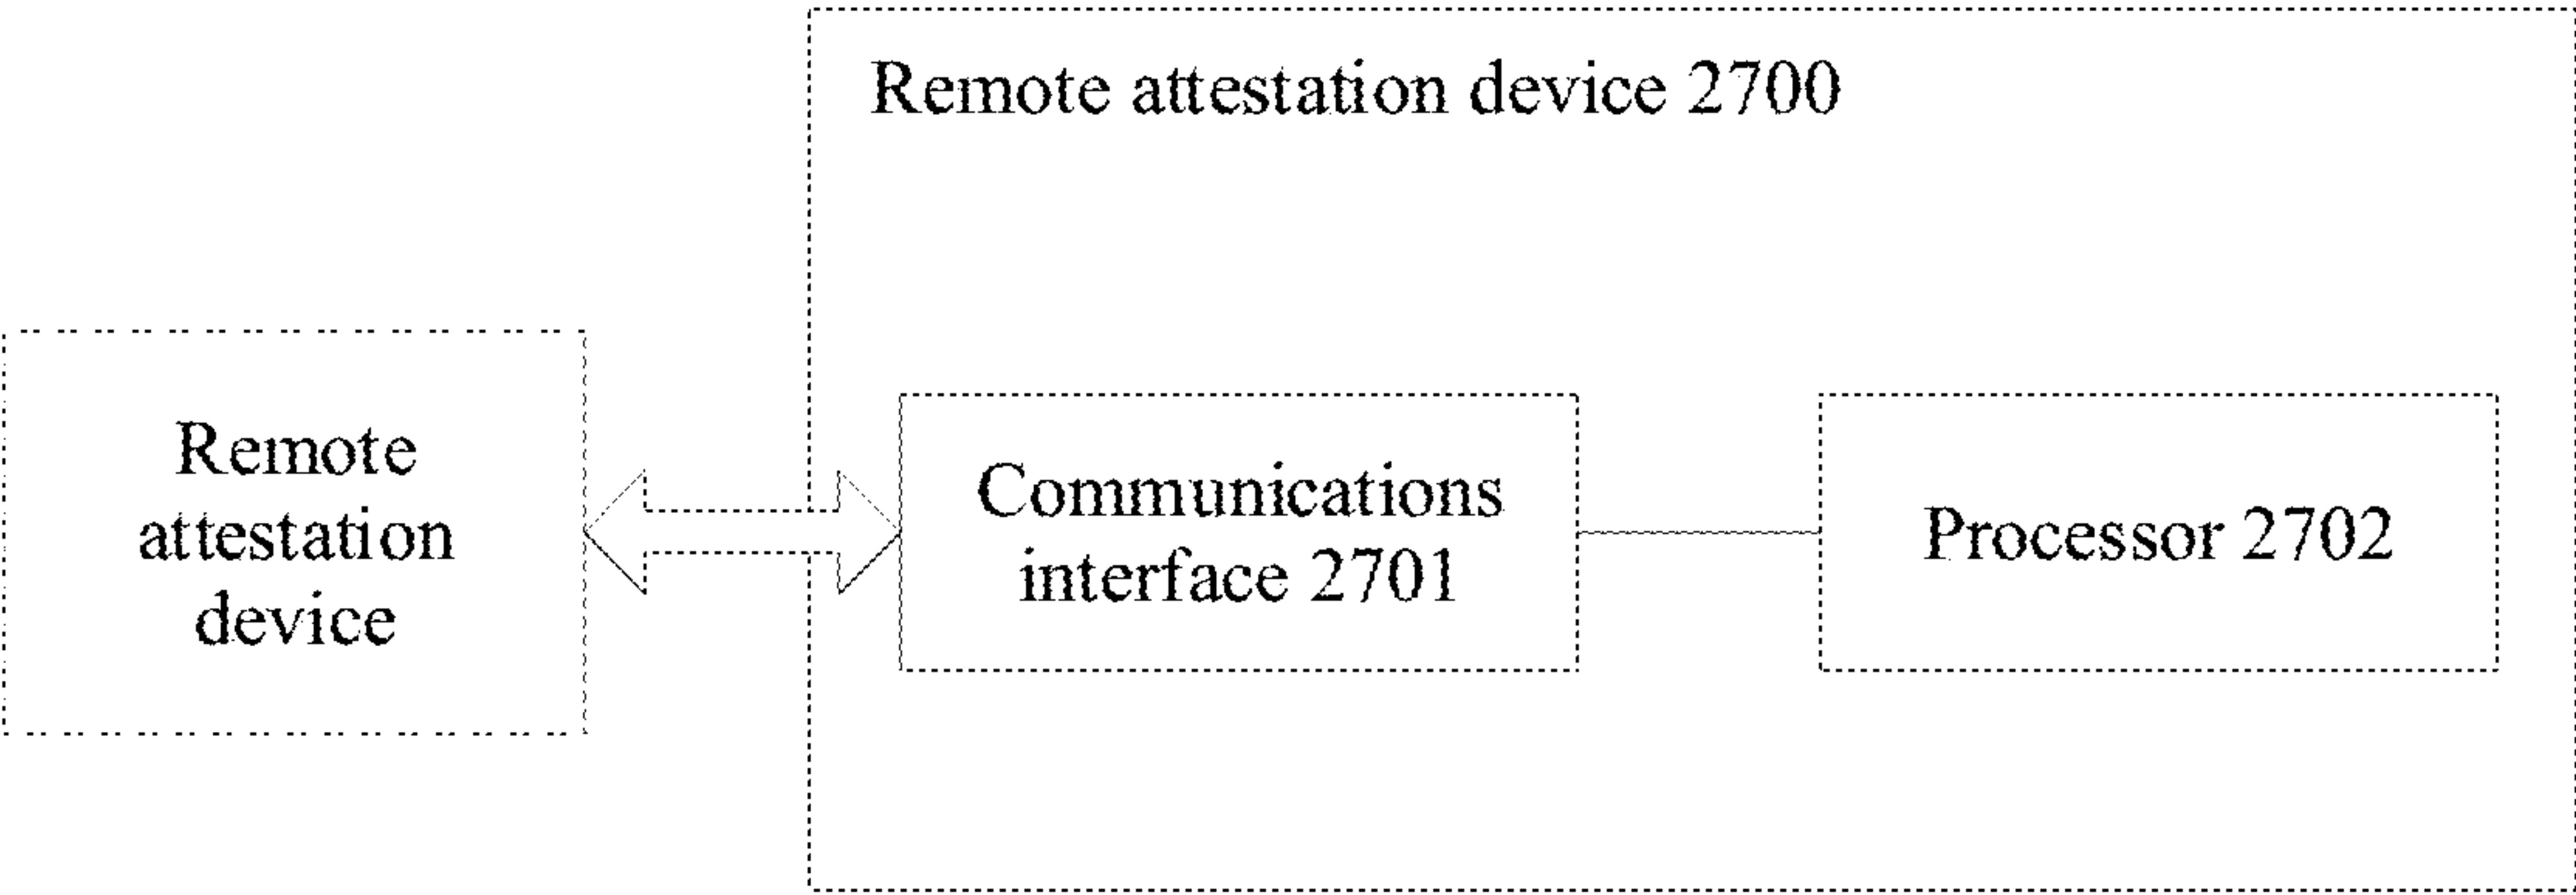 Remote attestation device 2700
Remote
attestation
device
Communications
interface 2701
Processor 2702